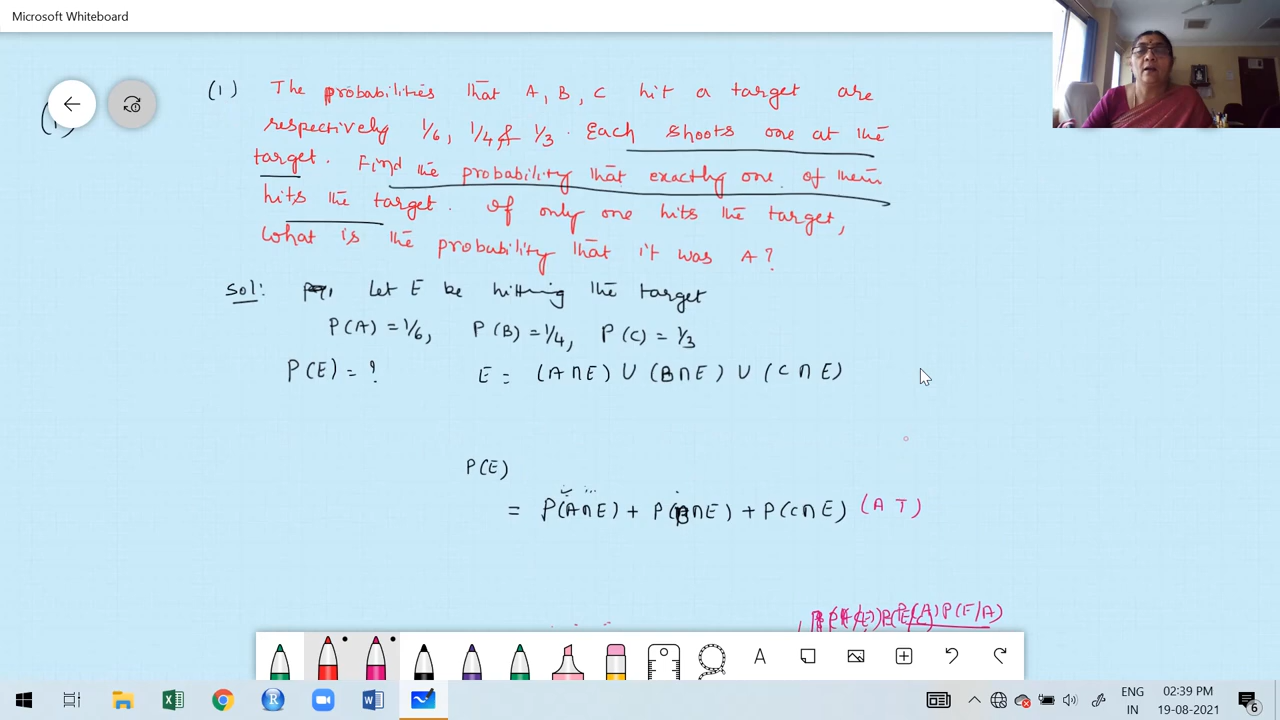 Microsoft Whiteboard
(1) The probabilities that A, B, C hit a target are
respectively 1/6, 1/4 & 1/3. Each shoots one at the
target. Find the probability that exactly one of them
hits the target. If only one hits the target,
What is the probability that it was A?
Sol: Let E be hitting the target
P(A) = 1/6, P(B) = 1/4, P(C) = 1/3
P(E) = ? E = (A∩E) ∪ (B∩E) ∪ (C∩E)
P(E)
= P(A∩E) + P(B∩E) + P(C∩E) (AT)
P(A)P(E/A)
A
ENG
IN
02:39 PM
19-08-2021
6